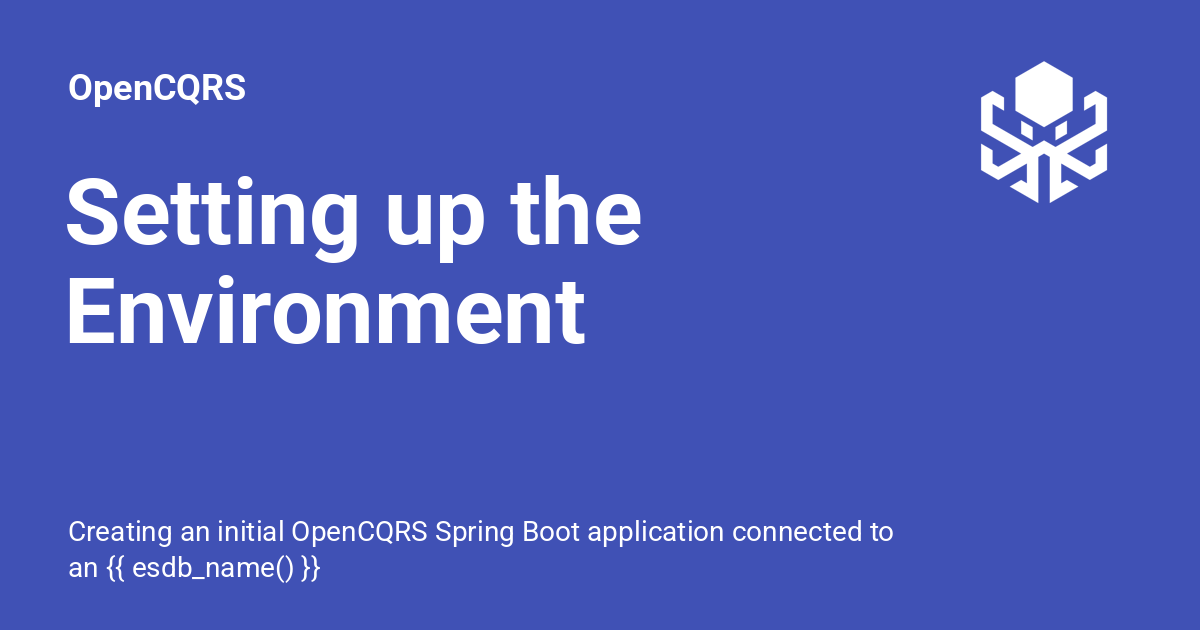 OpenCQRS
Setting up the
Environment
Creating an initial OpenCQRS Spring Boot application connected to
an {{ esdb_name() }}